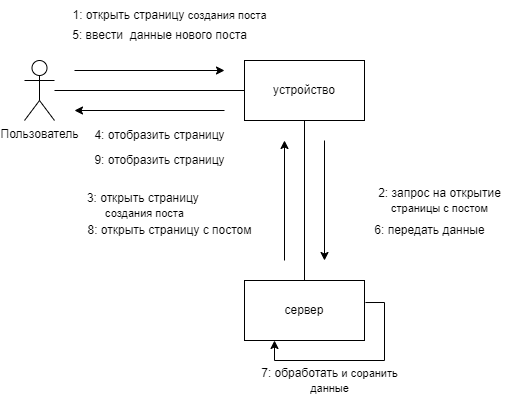 1: открыть страницу создания поста
5: ввести данные нового поста
устройство
Пользователь
4: отобразить страницу
9: отобразить страницу
3: открыть страницу
создания поста
8: открыть страницу с постом
2: запрос на открытие
страницы с постом
6: передать данные
сервер
7: обработать и соранить
данные